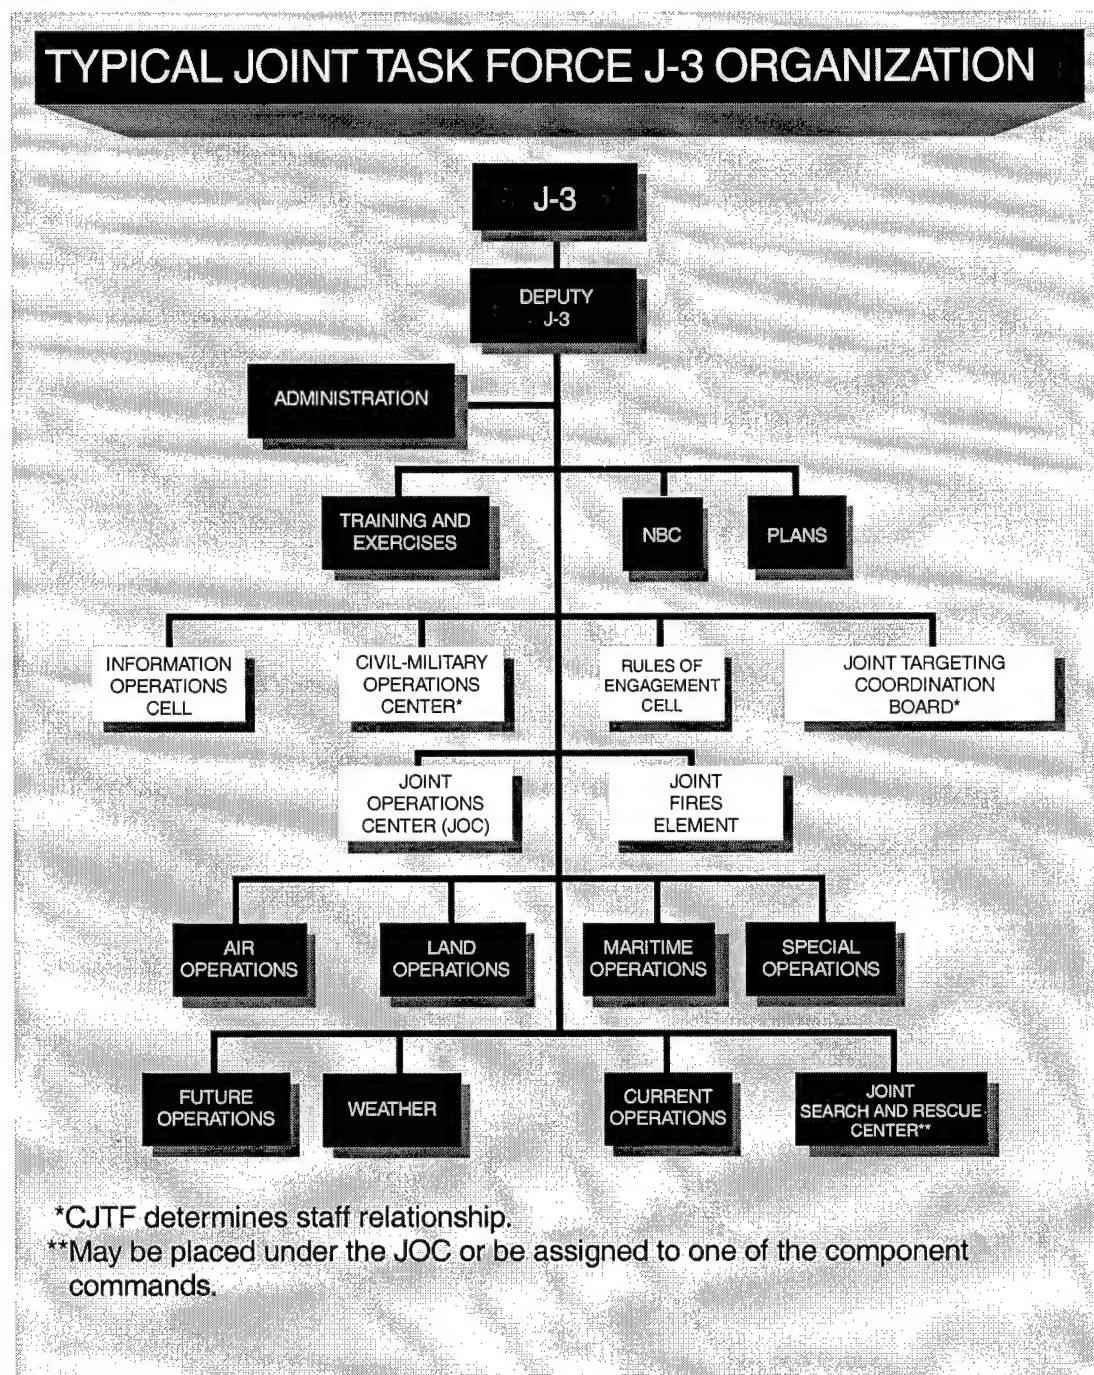 TYPICAL JOINT TASK FORCE J-3 ORGANIZATION
J-3
DEPUTY
J-3
ADMINISTRATION
TRAINING AND
EXERCISES
NBC
PLANS
INFORMATION
OPERATIONS
CELL
CIVIL-MILITARY
OPERATIONS
CENTER*
RULES OF
ENGAGEMENT
CELL
JOINT TARGETING
COORDINATION
BOARD*
JOINT
OPERATIONS
CENTER (JOC)
JOINT
FIRES
ELEMENT
AIR
OPERATIONS
LAND
OPERATIONS
MARITIME
OPERATIONS
SPECIAL
OPERATIONS
FUTURE
OPERATIONS
WEATHER
CURRENT
OPERATIONS
JOINT
SEARCH AND RESCUE
CENTER**
*CJTF determines staff relationship.
**May be placed under the JOC or be assigned to one of the component
commands.